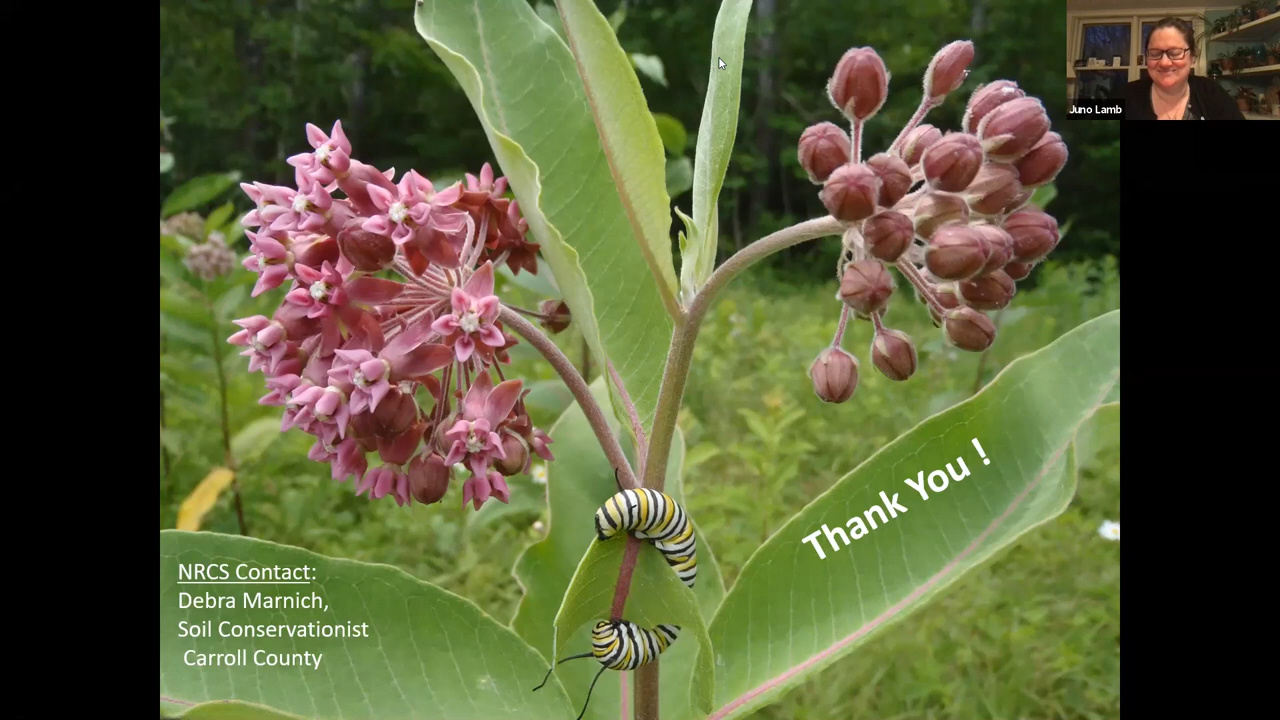 Juno Lamb
Thank You !
NRCS Contact:
Debra Marnich,
Soil Conservationist
Carroll County